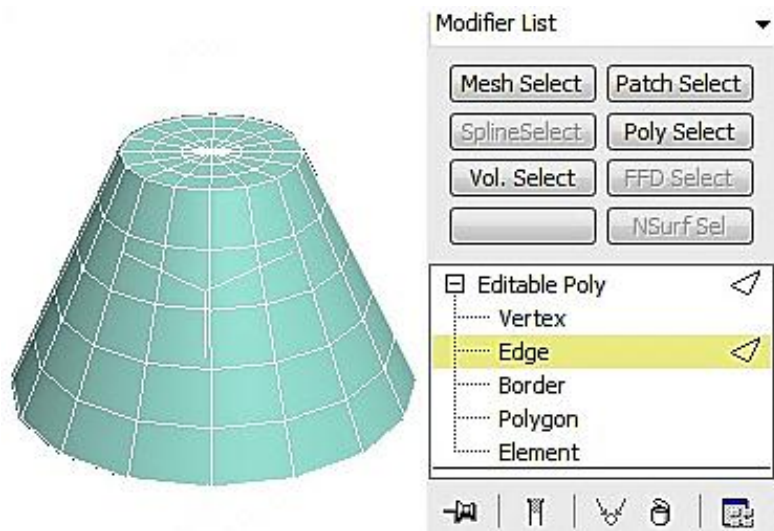 Modifier List
Mesh Select Patch Select
SplineSelect Poly Select
Vol. Select FFD Select
NSurf Sel
Editable Poly
Vertex
Edge
Border
Polygon
Element